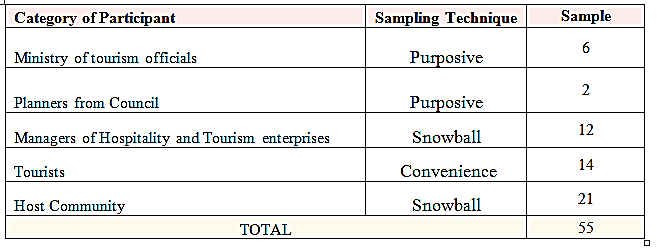 Category of Participant Sampling Technique Sample
Ministry of tourism officials Purposive 6
Planners from Council Purposive 2
Managers of Hospitality and Tourism enterprises Snowball 12
Tourists Convenience 14
Host Community Snowball 21
TOTAL 55